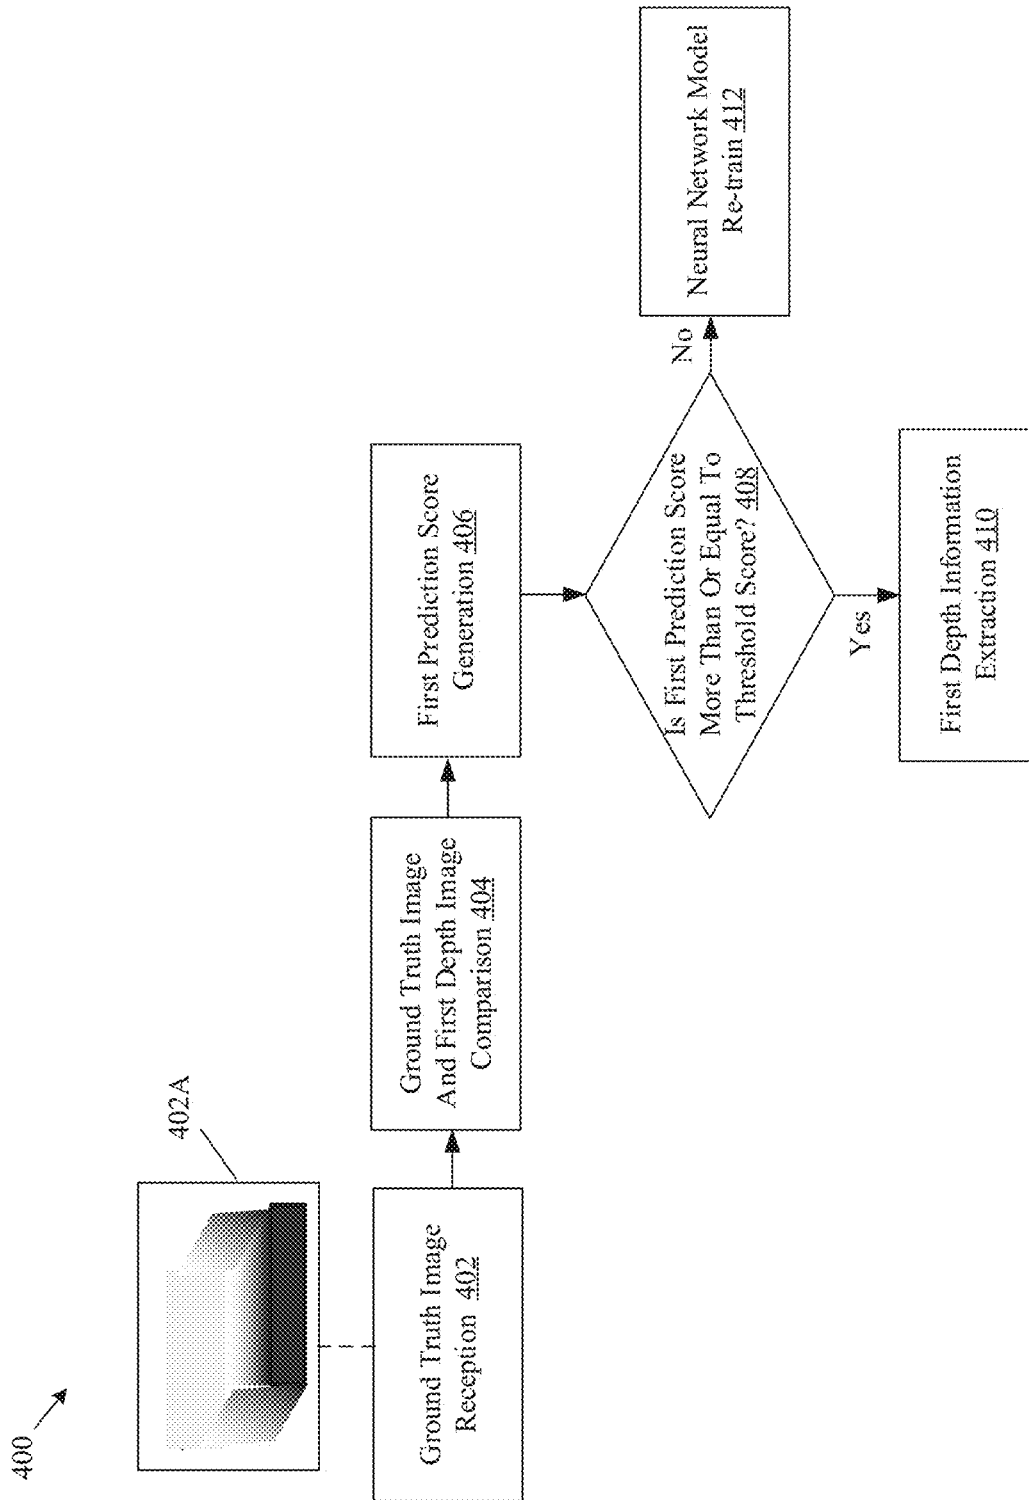 400
402A
Ground Truth Image
Reception 402
Ground Truth Image
And First Depth Image
Comparison 404
First Prediction Score
Generation 406
Is First Prediction Score
More Than Or Equal To
Threshold Score? 408
No
Neural Network Model
Re-train 412
Yes
First Depth Information
Extraction 410